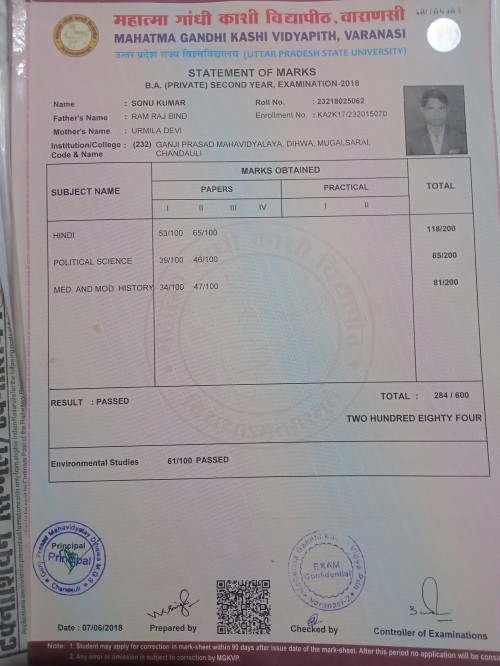 महात्मा गांधी काशी विद्यापीठ, वाराणसी
MAHATMA GANDHI KASHI VIDYAPITH, VARANASI
उत्तर प्रदेश राज्य विश्वविद्यालय (UTTAR PRADESH STATE UNIVERSITY)
STATEMENT OF MARKS
B.A. (PRIVATE) SECOND YEAR, EXAMINATION-2018
Name : SONU KUMAR Roll No. : 23218025062
Father's Name : RAM RAJ BIND Enrollment No. : KA2K17/232015070
Mother's Name : URMILA DEVI
Institution/College : (232) GANJI PRASAD MAHAVIDYALAYA, DIHWA, MUGALSARAI,
Code & Name CHANDAULI
MARKS OBTAINED
SUBJECT NAME PAPERS PRACTICAL TOTAL
I II III IV I II
HINDI 53/100 65/100 118/200
POLITICAL SCIENCE 39/100 46/100 85/200
MED. AND MOD. HISTORY 34/100 47/100 81/200
RESULT : PASSED TOTAL : 284 / 600
TWO HUNDRED EIGHTY FOUR
Environmental Studies 61/100 PASSED
Principal
Principal
Chandauli
EXAM
Confidential
Date : 07/06/2018 Prepared by Checked by Controller of Examinations
Note: 1. Student may apply for correction in mark-sheet within 90 days after issue date of the mark-sheet. After this period no application will be cons
2. Any error or omission is subject to correction by MGKVP.